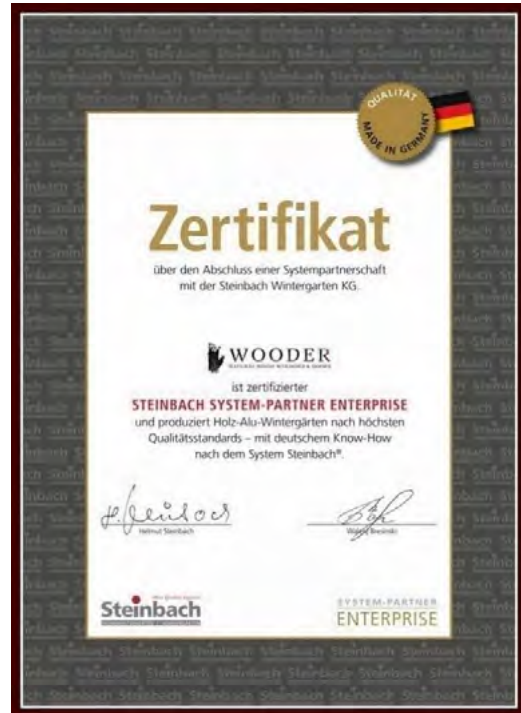 QUALITÄT
MADE IN GERMANY
Zertifikat
über den Abschluss einer Systempartnerschaft
mit der Steinbach Wintergarten KG.
WOODER
ist zertifizierter
STEINBACH SYSTEM-PARTNER ENTERPRISE
und produziert Holz-Alu-Wintergärten nach höchsten
Qualitätsstandards – mit deutschem Know-How
nach dem System Steinbach®.
Helmut Steinbach
Steinbach
SYSTEM-PARTNER
ENTERPRISE